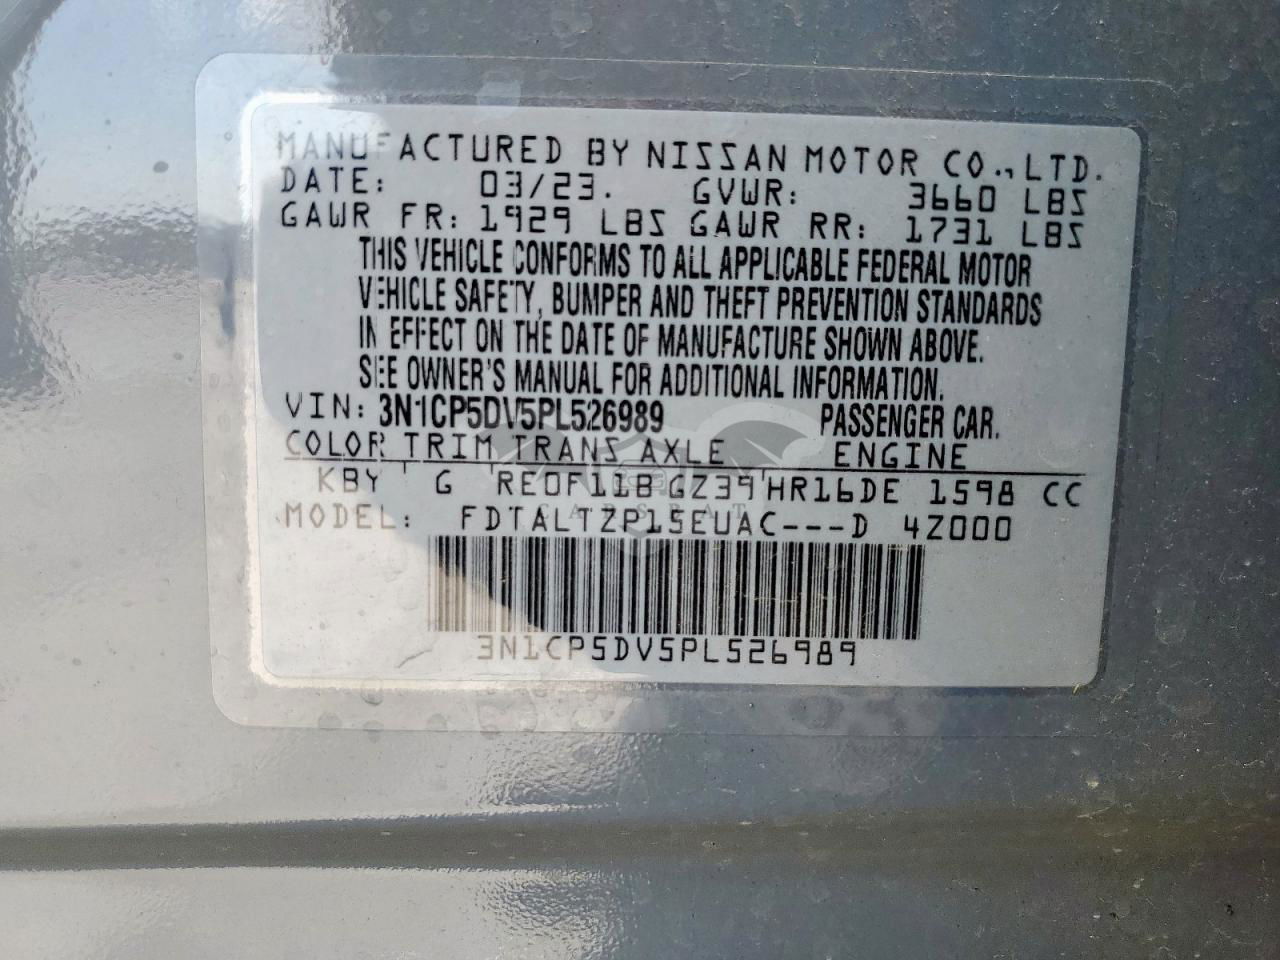 MANUFACTURED BY NISSAN MOTOR CO.,LTD.
DATE: 03/23. GVWR: 3660 LBS
GAWR FR: 1929 LBS GAWR RR: 1731 LBS
THIS VEHICLE CONFORMS TO ALL APPLICABLE FEDERAL MOTOR
VEHICLE SAFETY, BUMPER AND THEFT PREVENTION STANDARDS
IN EFFECT ON THE DATE OF MANUFACTURE SHOWN ABOVE.
SEE OWNER'S MANUAL FOR ADDITIONAL INFORMATION.
VIN: 3N1CP5DV5PL526989 PASSENGER CAR.
COLOR TRIM TRANS AXLE ENGINE
KBY G RE0F11B GZ39 HR16DE 1598 CC
CARSBAT
MODEL: FDTALTZP15EUAC---D 4Z000
3N1CP5DV5PL526989